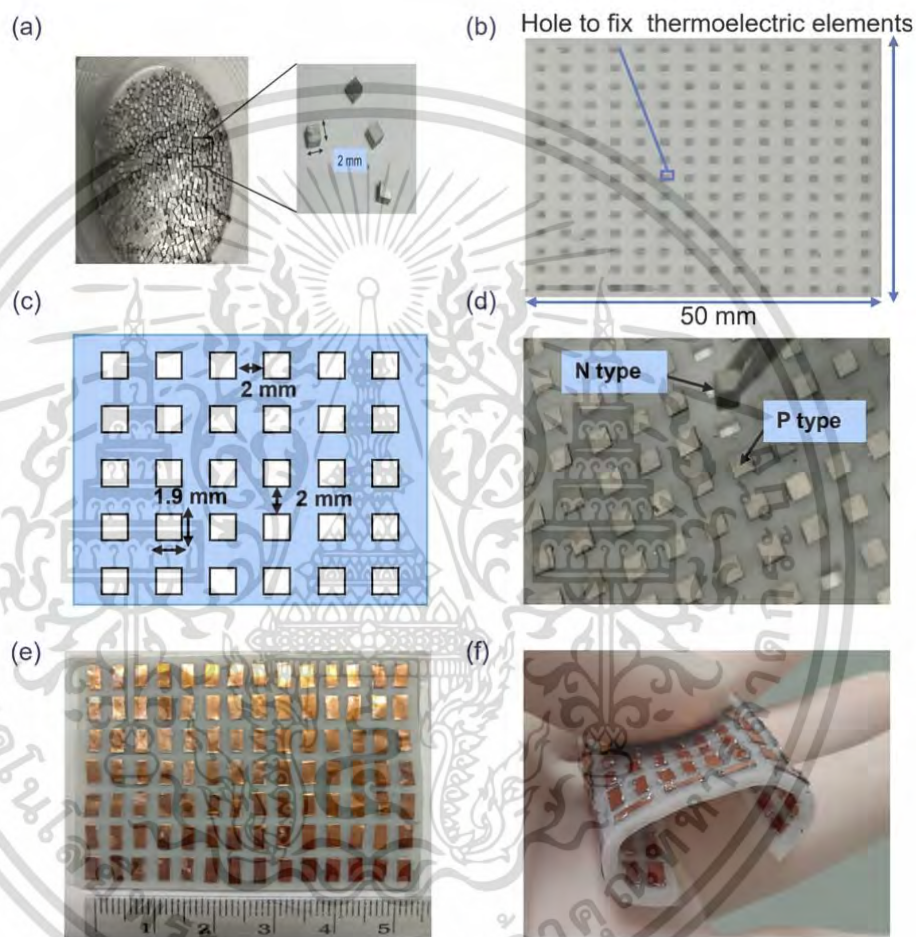 (a)
2 mm
(b)
Hole to fix thermoelectric elements
50 mm
(c)
2 mm
1.9 mm
2 mm
(d)
N type
P type
(e)
1 2 3 4 5
(f)